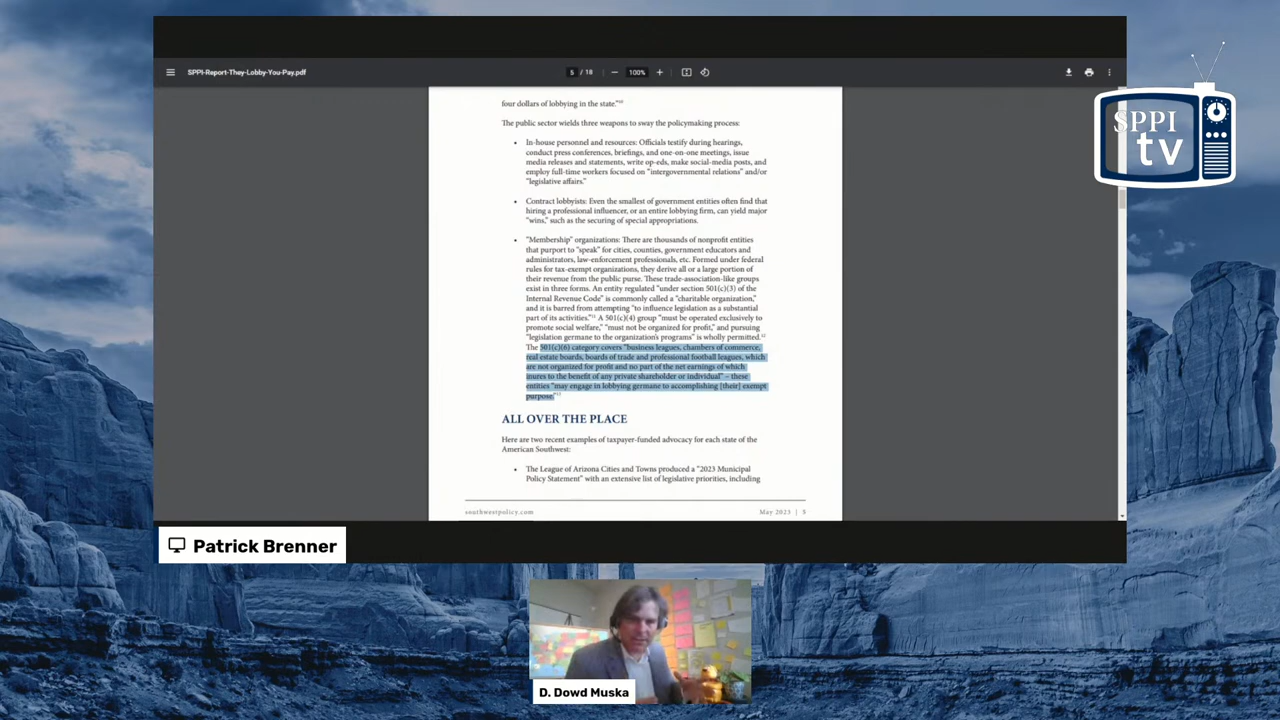 SPPI-Report-They-Lobby-You-Pay.pdf
5 / 18
100%
four dollars of lobbying in the state."
The public sector wields three weapons to sway the policymaking process:
• In-house personnel and resources: Officials testify during hearings,
conduct press conferences, briefings, and one-on-one meetings, issue
media releases and statements, write op-eds, make social-media posts, and
employ full-time workers focused on "intergovernmental relations" and/or
"legislative affairs."
• Contract lobbyists: Even the smallest of government entities often find that
hiring a professional influencer, or an entire lobbying firm, can yield major
"wins," such as the securing of special appropriations.
• "Membership" organizations: There are thousands of nonprofit entities
that purport to "speak" for cities, counties, government educators and
administrators, law-enforcement professionals, etc. Formed under federal
rules for tax-exempt organizations, they derive all or a large portion of
their revenue from the public purse. These trade-association-like groups
exist in three forms. An entity regulated "under section 501(c)(3) of the
Internal Revenue Code" is commonly called a "charitable organization,"
and it is barred from attempting "to influence legislation as a substantial
part of its activities." A 501(c)(4) group "must be operated exclusively to
promote social welfare," "must not be organized for profit," and pursuing
"legislation germane to the organization's programs" is wholly permitted.
The 501(c)(6) category covers "business leagues, chambers of commerce,
real estate boards, boards of trade and professional football leagues, which
are not organized for profit and no part of the net earnings of which
inures to the benefit of any private shareholder or individual" – these
entities "may engage in lobbying germane to accomplishing [their] exempt
purpose."
ALL OVER THE PLACE
Here are two recent examples of taxpayer-funded advocacy for each state of the
American Southwest:
• The League of Arizona Cities and Towns produced a "2023 Municipal
Policy Statement" with an extensive list of legislative priorities, including
southwestpolicy.com
May 2023 | 5
SPPI
tv
Patrick Brenner
D. Dowd Muska